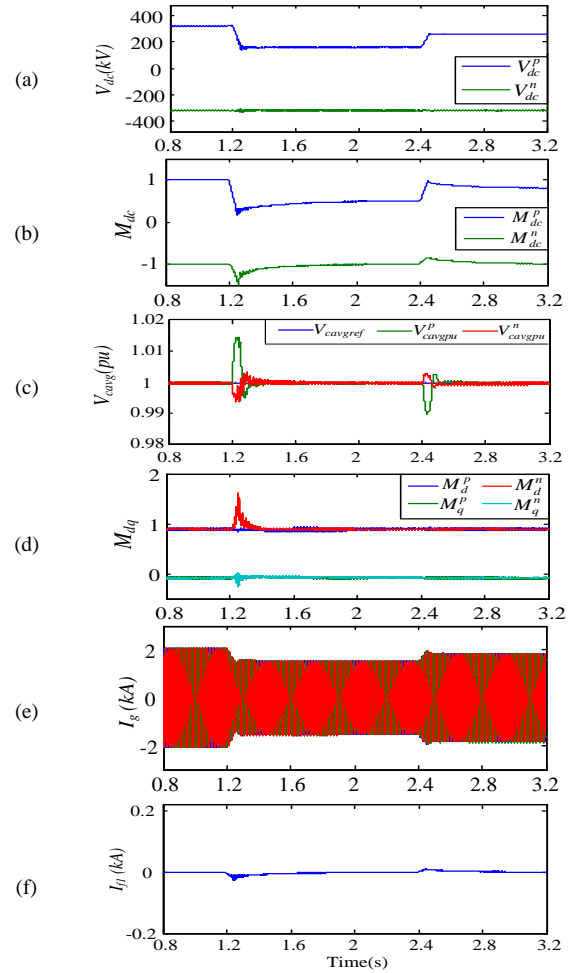 (a)
V_dc(kV)
400
200
0
-200
-400
V_dc^p
V_dc^n
0.8 1.2 1.6 2 2.4 2.8 3.2
(b)
M_dc
1
0
-1
M_dc^p
M_dc^n
0.8 1.2 1.6 2 2.4 2.8 3.2
(c)
V_cavg(pu)
1.02
1.01
1
0.99
0.98
V_cavgref V_cavgpu^p V_cavgpu^n
0.8 1.2 1.6 2 2.4 2.8 3.2
(d)
M_dq
2
1
0
M_d^p M_d^n
M_q^p M_q^n
0.8 1.2 1.6 2 2.4 2.8 3.2
(e)
I_g (kA)
2
0
-2
0.8 1.2 1.6 2 2.4 2.8 3.2
(f)
I_f1 (kA)
0.2
0
-0.2
0.8 1.2 1.6 2 2.4 2.8 3.2
Time(s)